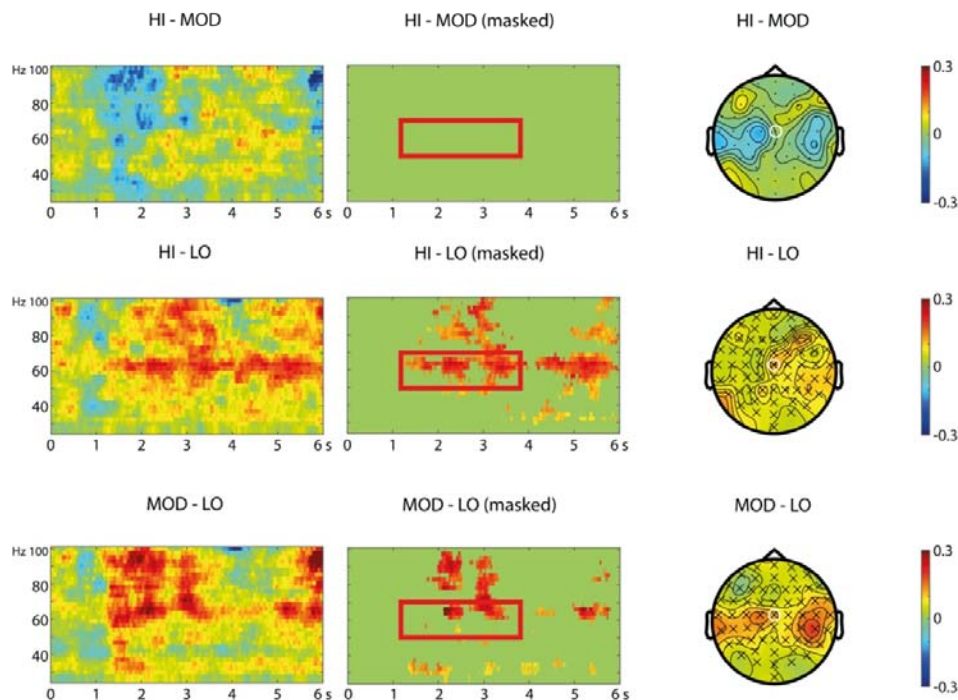 HI - MOD
HI - MOD (masked)
HI - MOD
Hz 100
80
60
40
0 1 2 3 4 5 6 s
0 1 2 3 4 5 6 s
0.3
0
-0.3
HI - LO
HI - LO (masked)
HI - LO
Hz 100
80
60
40
0 1 2 3 4 5 6 s
0 1 2 3 4 5 6 s
0.3
0
-0.3
MOD - LO
MOD - LO (masked)
MOD - LO
Hz 100
80
60
40
0 1 2 3 4 5 6 s
0 1 2 3 4 5 6 s
0.3
0
-0.3